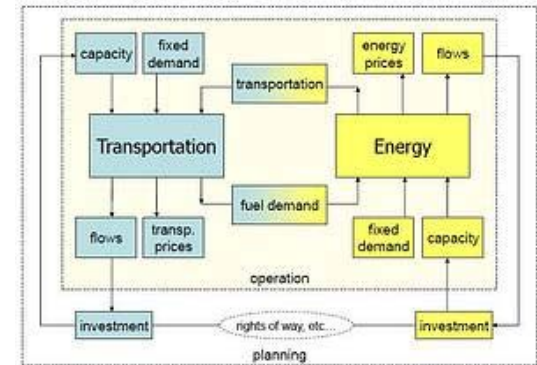 capacity
fixed
demand
energy
prices
flows
transportation
Transportation
Energy
fuel demand
flows
transp.
prices
fixed
demand
capacity
operation
investment
rights of way, etc...
investment
planning